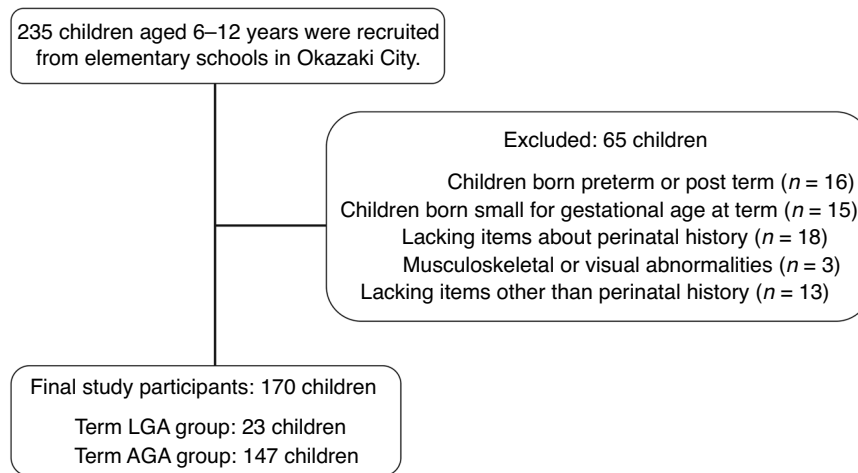 235 children aged 6–12 years were recruited
from elementary schools in Okazaki City.
Excluded: 65 children
Children born preterm or post term (n = 16)
Children born small for gestational age at term (n = 15)
Lacking items about perinatal history (n = 18)
Musculoskeletal or visual abnormalities (n = 3)
Lacking items other than perinatal history (n = 13)
Final study participants: 170 children
Term LGA group: 23 children
Term AGA group: 147 children